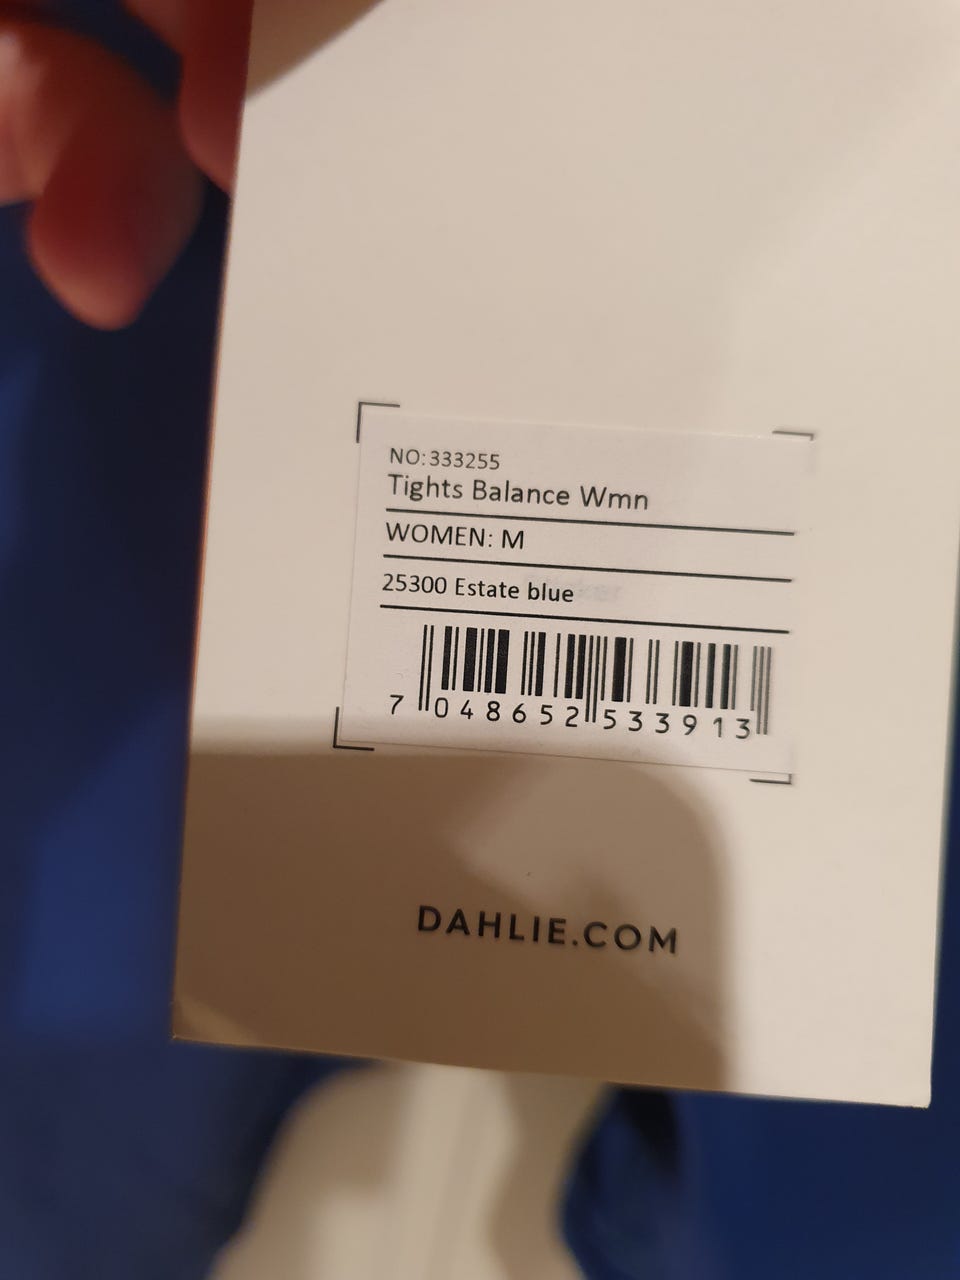 NO:333255
Tights Balance Wmn
WOMEN: M
25300 Estate blue
7 048652 533913
DAHLIE.COM